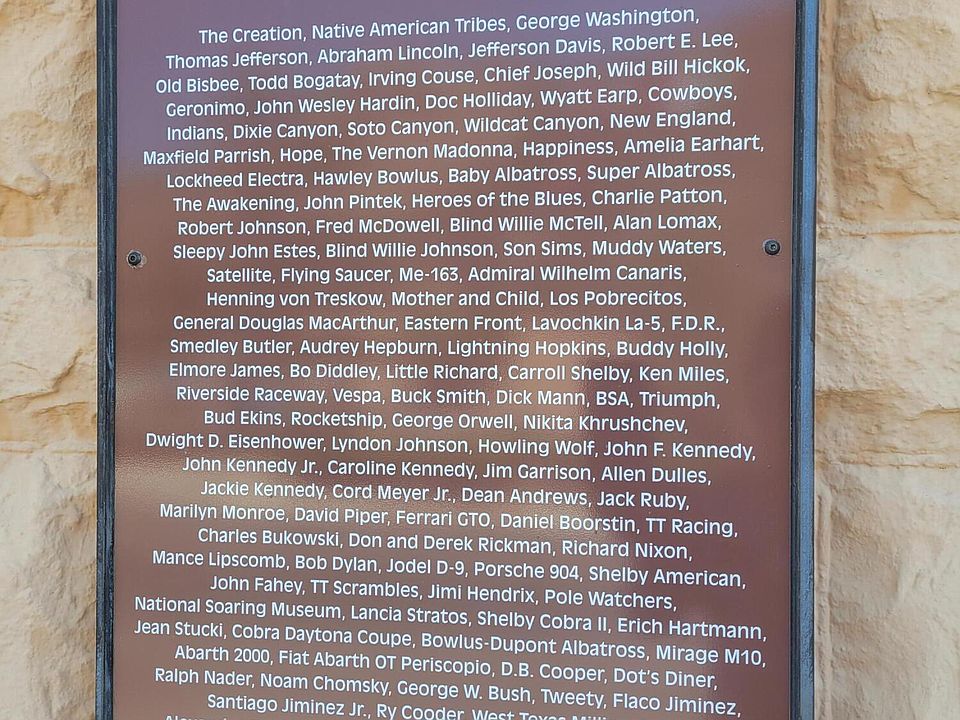 The Creation, Native American Tribes, George Washington,
Thomas Jefferson, Abraham Lincoln, Jefferson Davis, Robert E. Lee,
Old Bisbee, Todd Bogatay, Irving Couse, Chief Joseph, Wild Bill Hickok,
Geronimo, John Wesley Hardin, Doc Holliday, Wyatt Earp, Cowboys,
Indians, Dixie Canyon, Soto Canyon, Wildcat Canyon, New England,
Maxfield Parrish, Hope, The Vernon Madonna, Happiness, Amelia Earhart,
Lockheed Electra, Hawley Bowlus, Baby Albatross, Super Albatross,
The Awakening, John Pintek, Heroes of the Blues, Charlie Patton,
Robert Johnson, Fred McDowell, Blind Willie McTell, Alan Lomax,
Sleepy John Estes, Blind Willie Johnson, Son Sims, Muddy Waters,
Satellite, Flying Saucer, Me-163, Admiral Wilhelm Canaris,
Henning von Treskow, Mother and Child, Los Pobrecitos,
General Douglas MacArthur, Eastern Front, Lavochkin La-5, F.D.R.,
Smedley Butler, Audrey Hepburn, Lightning Hopkins, Buddy Holly,
Elmore James, Bo Diddley, Little Richard, Carroll Shelby, Ken Miles,
Riverside Raceway, Vespa, Buck Smith, Dick Mann, BSA, Triumph,
Bud Ekins, Rocketship, George Orwell, Nikita Khrushchev,
Dwight D. Eisenhower, Lyndon Johnson, Howling Wolf, John F. Kennedy,
John Kennedy Jr., Caroline Kennedy, Jim Garrison, Allen Dulles,
Jackie Kennedy, Cord Meyer Jr., Dean Andrews, Jack Ruby,
Marilyn Monroe, David Piper, Ferrari GTO, Daniel Boorstin, TT Racing,
Charles Bukowski, Don and Derek Rickman, Richard Nixon,
Mance Lipscomb, Bob Dylan, Jodel D-9, Porsche 904, Shelby American,
John Fahey, TT Scrambles, Jimi Hendrix, Pole Watchers,
National Soaring Museum, Lancia Stratos, Shelby Cobra II, Erich Hartmann,
Jean Stucki, Cobra Daytona Coupe, Bowlus-Dupont Albatross, Mirage M10,
Abarth 2000, Fiat Abarth OT Periscopio, D.B. Cooper, Dot's Diner,
Ralph Nader, Noam Chomsky, George W. Bush, Tweety, Flaco Jiminez,
Santiago Jiminez Jr., Ry Cooder, West Texas